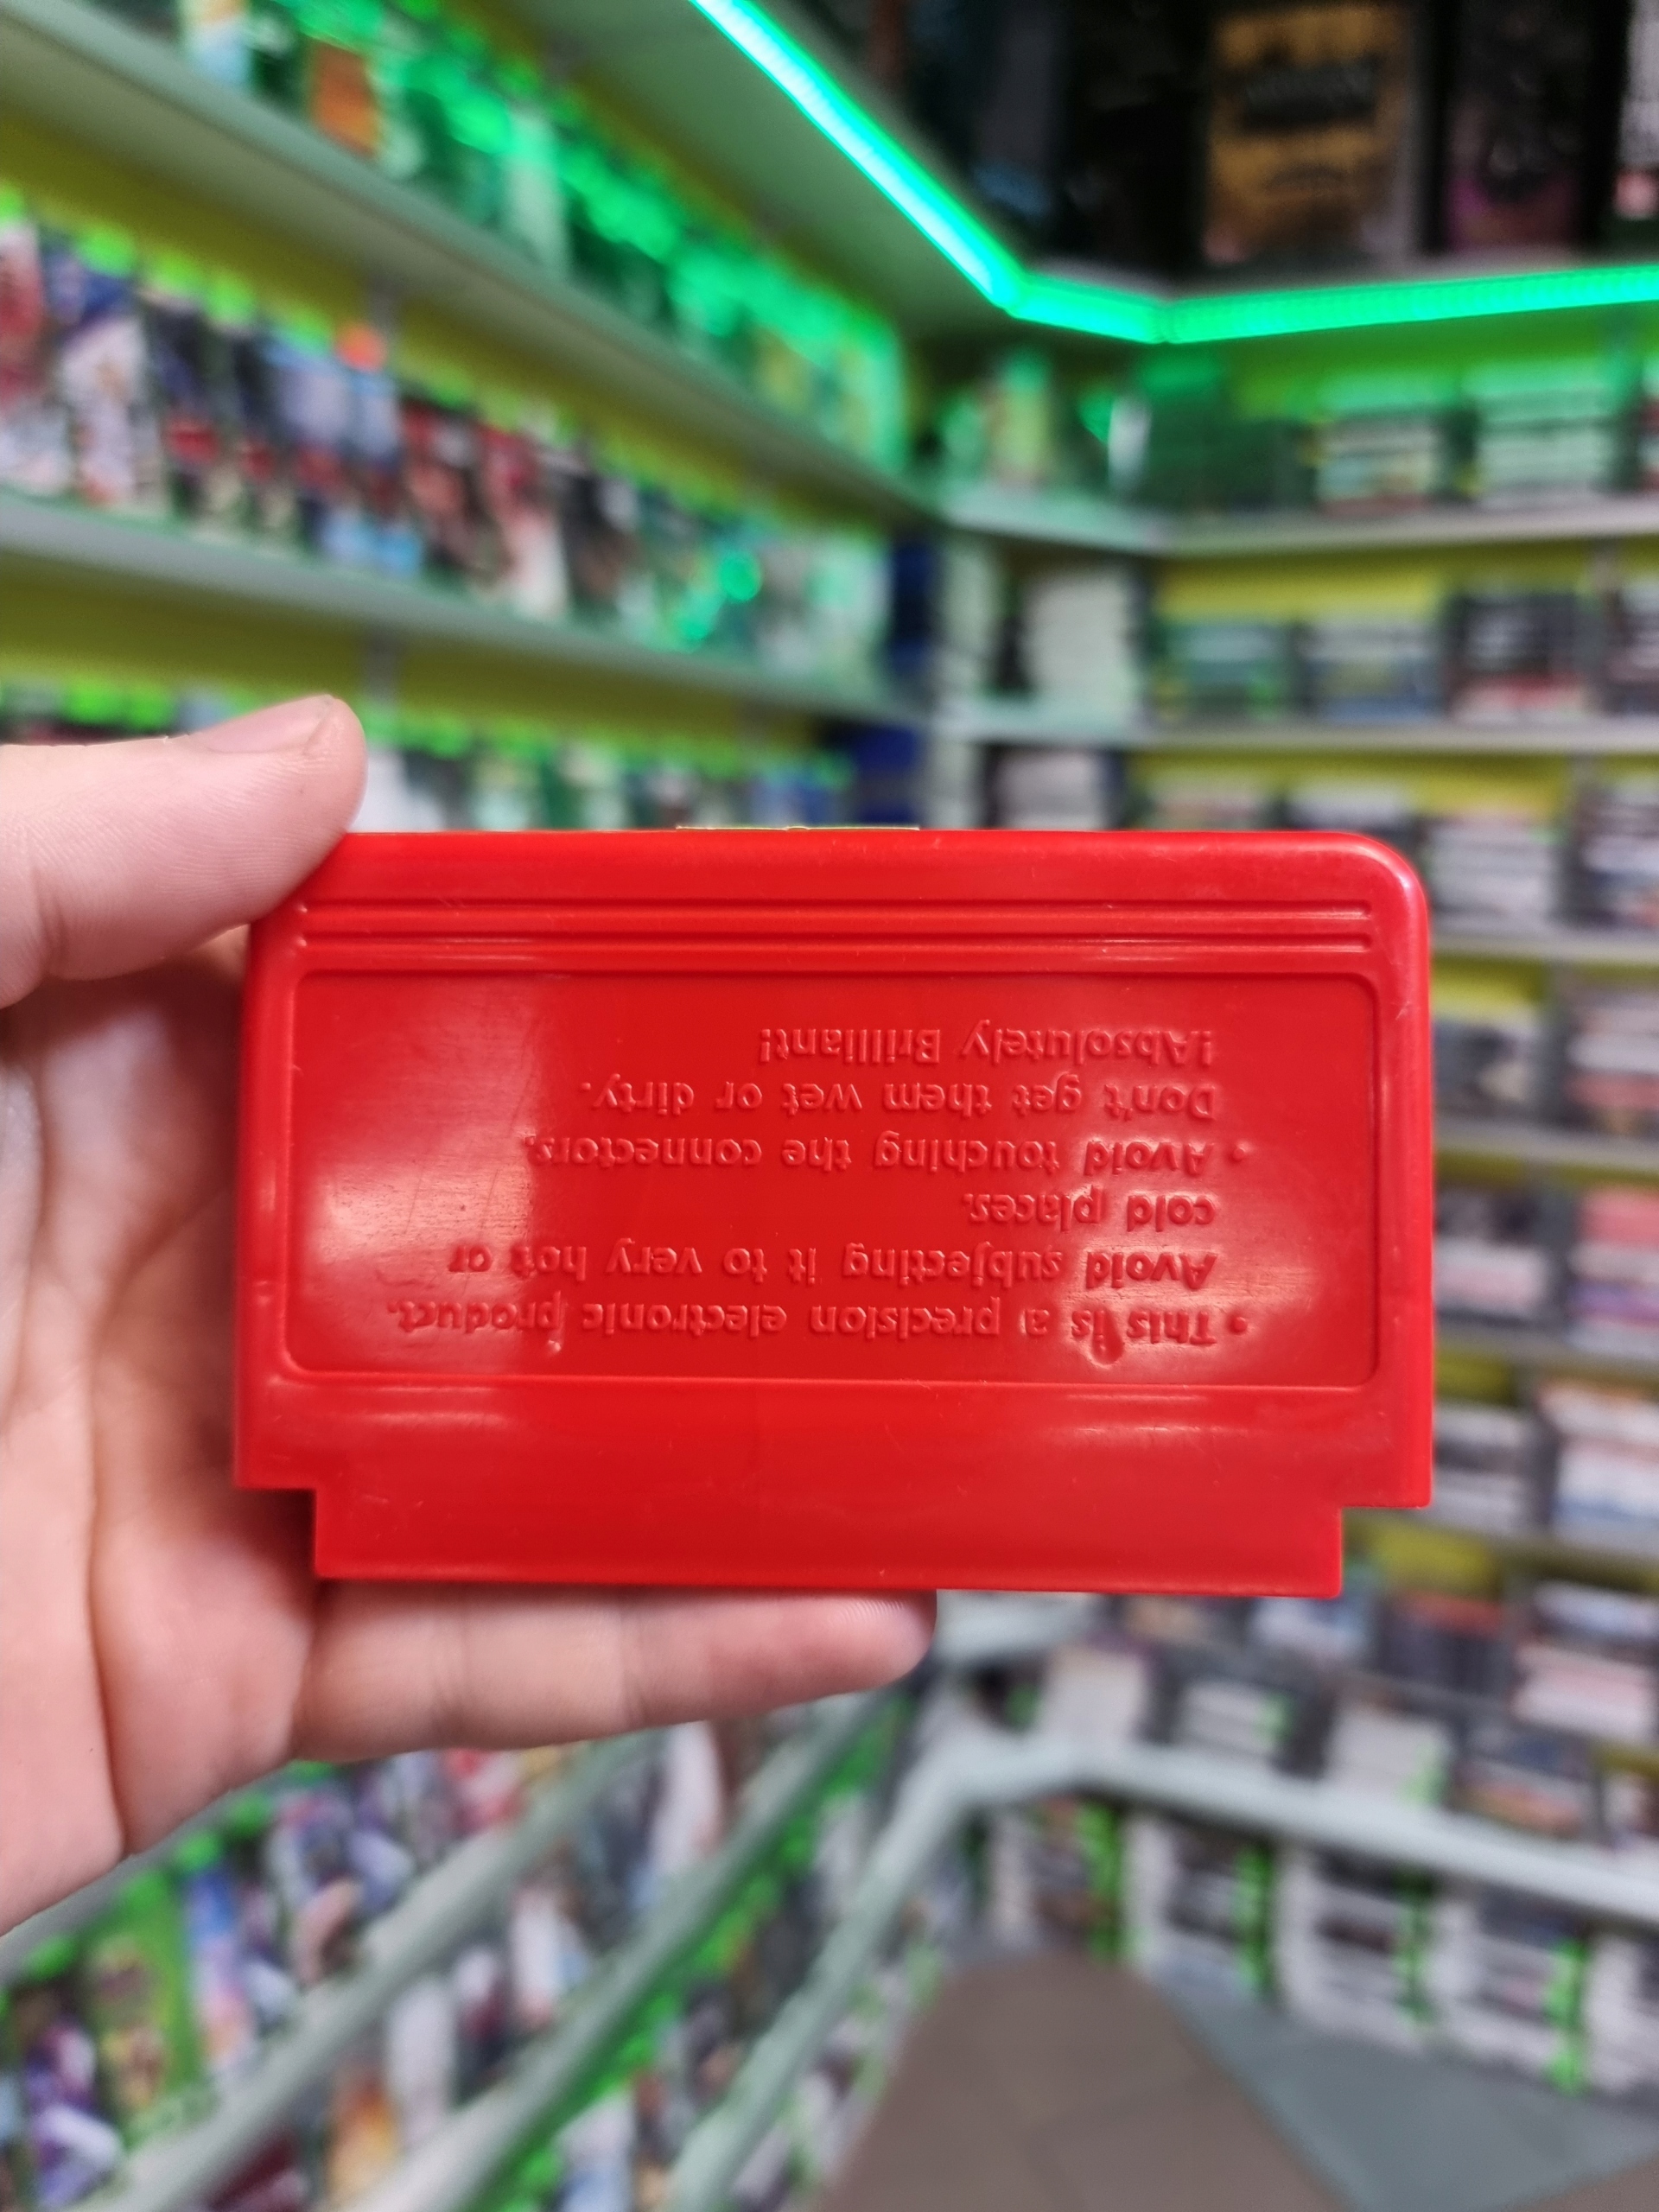 • This is a precision electronic product.
Avoid subjecting it to very hot or
cold places.
• Avoid touching the connectors.
Don't get them wet or dirty.
!Absolutely Brilliant!